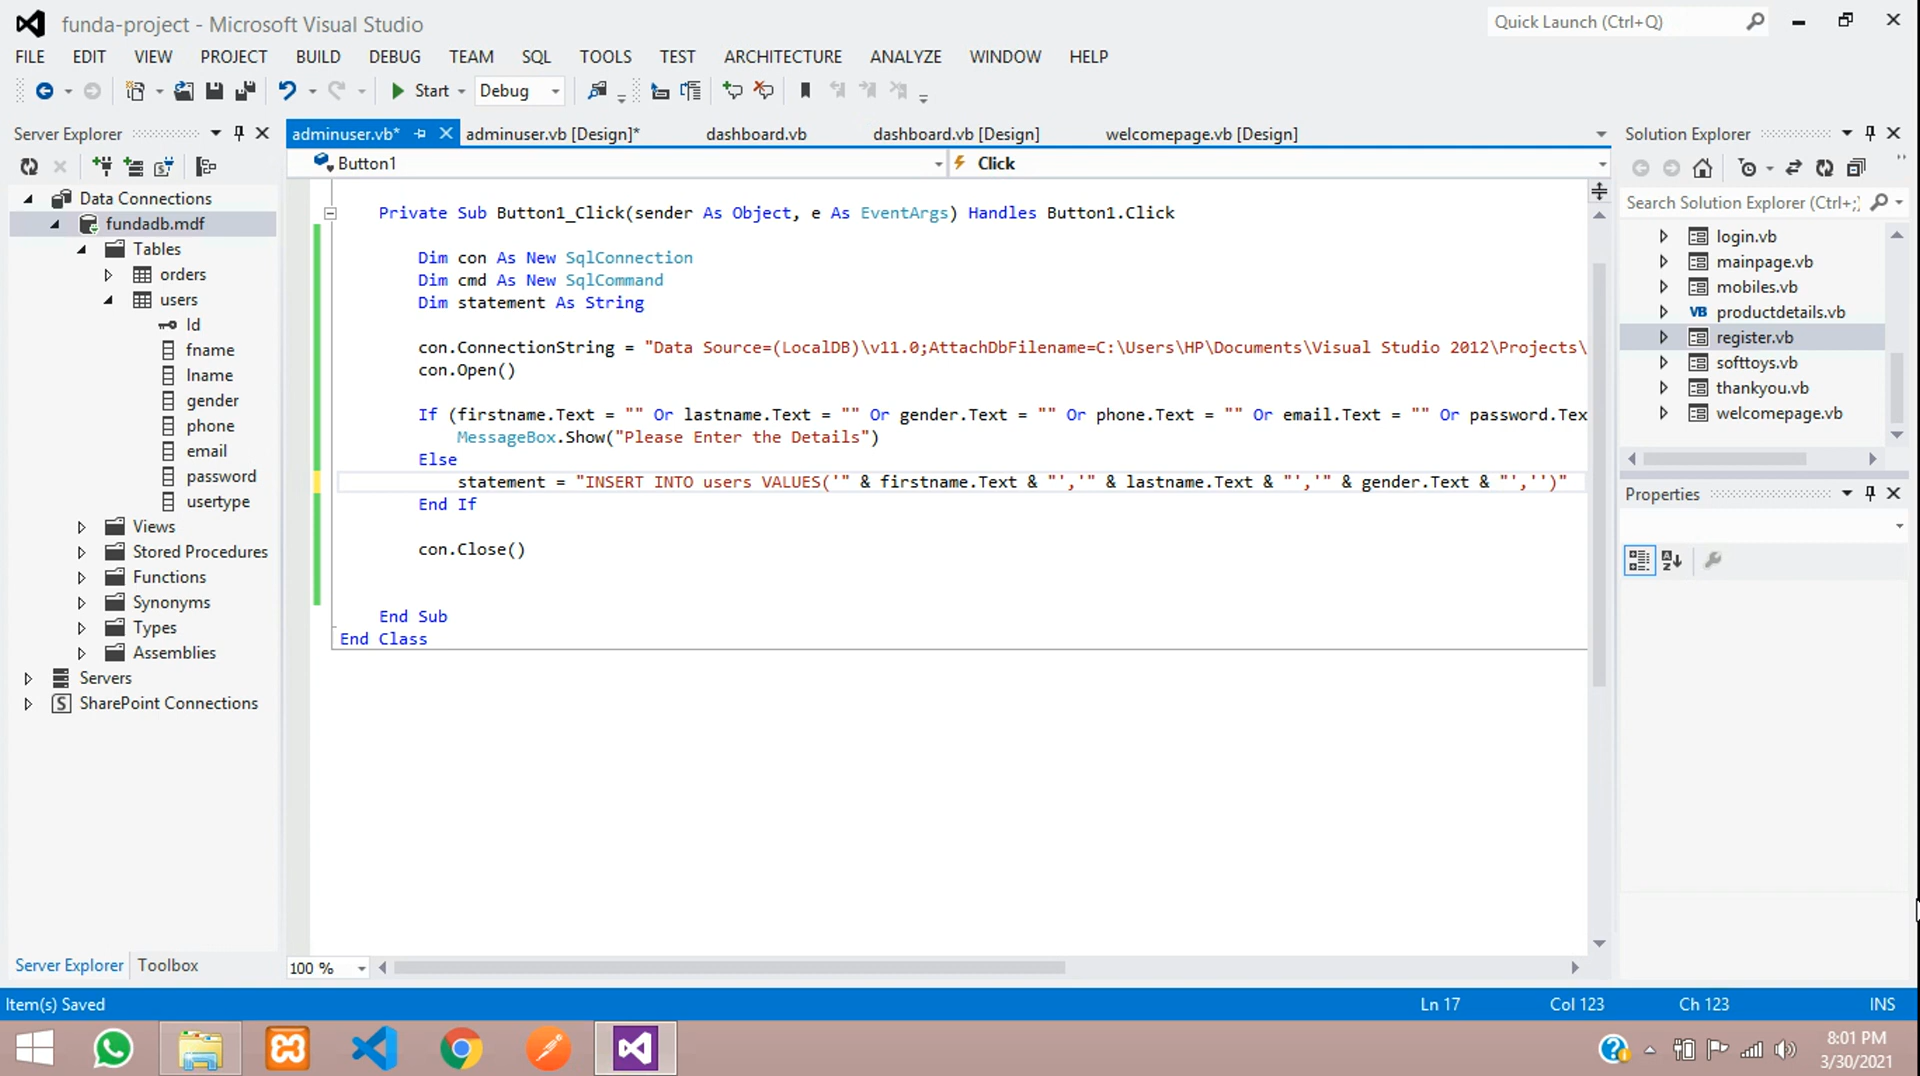 funda-project - Microsoft Visual Studio
Quick Launch (Ctrl+Q)
FILE EDIT VIEW PROJECT BUILD DEBUG TEAM SQL TOOLS TEST ARCHITECTURE ANALYZE WINDOW HELP
Start Debug
Server Explorer
adminuser.vb* adminuser.vb [Design]* dashboard.vb dashboard.vb [Design] welcomepage.vb [Design]
Solution Explorer
Button1 Click
Search Solution Explorer (Ctrl+;)
Data Connections
fundadb.mdf
Tables
orders
users
Id
fname
lname
gender
phone
email
password
usertype
Views
Stored Procedures
Functions
Synonyms
Types
Assemblies
Servers
SharePoint Connections
Server Explorer Toolbox
Private Sub Button1_Click(sender As Object, e As EventArgs) Handles Button1.Click
Dim con As New SqlConnection
Dim cmd As New SqlCommand
Dim statement As String
con.ConnectionString = "Data Source=(LocalDB)\v11.0;AttachDbFilename=C:\Users\HP\Documents\Visual Studio 2012\Projects\
con.Open()
If (firstname.Text = "" Or lastname.Text = "" Or gender.Text = "" Or phone.Text = "" Or email.Text = "" Or password.Tex
MessageBox.Show("Please Enter the Details")
Else
statement = "INSERT INTO users VALUES('" & firstname.Text & "','" & lastname.Text & "','" & gender.Text & "','')"
End If
con.Close()
End Sub
End Class
100 %
login.vb
mainpage.vb
mobiles.vb
VB productdetails.vb
register.vb
softtoys.vb
thankyou.vb
welcomepage.vb
Properties
Item(s) Saved Ln 17 Col 123 Ch 123 INS
8:01 PM
3/30/2021